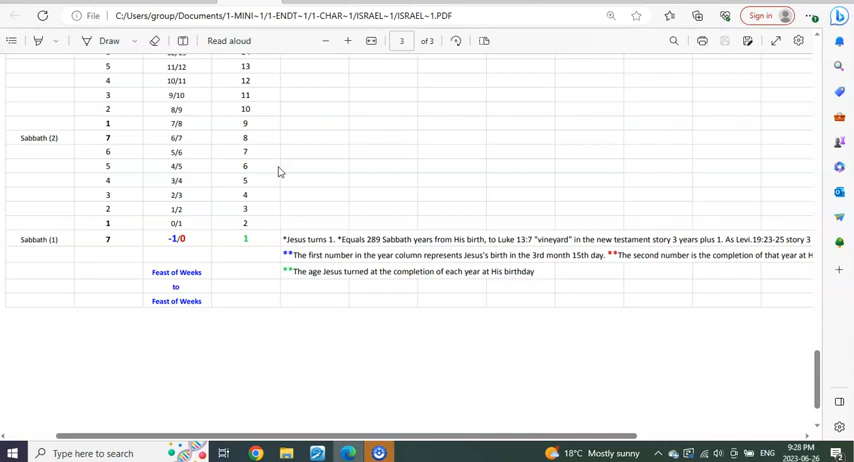 File
C:/Users/group/Documents/1-MINI~1/1-ENDT~1/1-CHAR~1/ISRAEL~1/ISRAEL~1.PDF
Sign in
Draw
Read aloud
3
of 3
5 11/12 13
4 10/11 12
3 9/10 11
2 8/9 10
1 7/8 9
Sabbath (2) 7 6/7 8
6 5/6 7
5 4/5 6
4 3/4 5
3 2/3 4
2 1/2 3
1 0/1 2
Sabbath (1) 7 -1/0 1 *Jesus turns 1. *Equals 289 Sabbath years from His birth, to Luke 13:7 "vineyard" in the new testament story 3 years plus 1. As Levi.19:23-25 story 3
**The first number in the year column represents Jesus's birth in the 3rd month 15th day. **The second number is the completion of that year at H
Feast of Weeks **The age Jesus turned at the completion of each year at His birthday
to
Feast of Weeks
Type here to search
18°C Mostly sunny
ENG
9:28 PM
2023-06-26